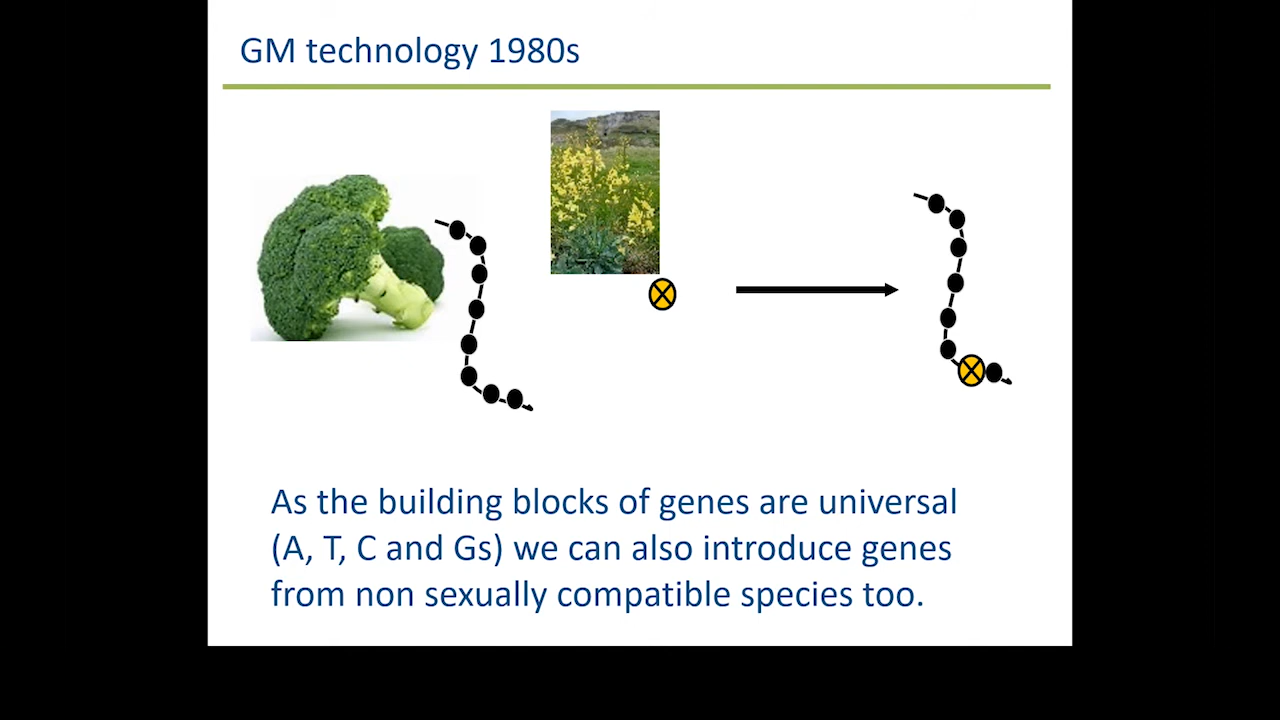 GM technology 1980s
As the building blocks of genes are universal
(A, T, C and Gs) we can also introduce genes
from non sexually compatible species too.